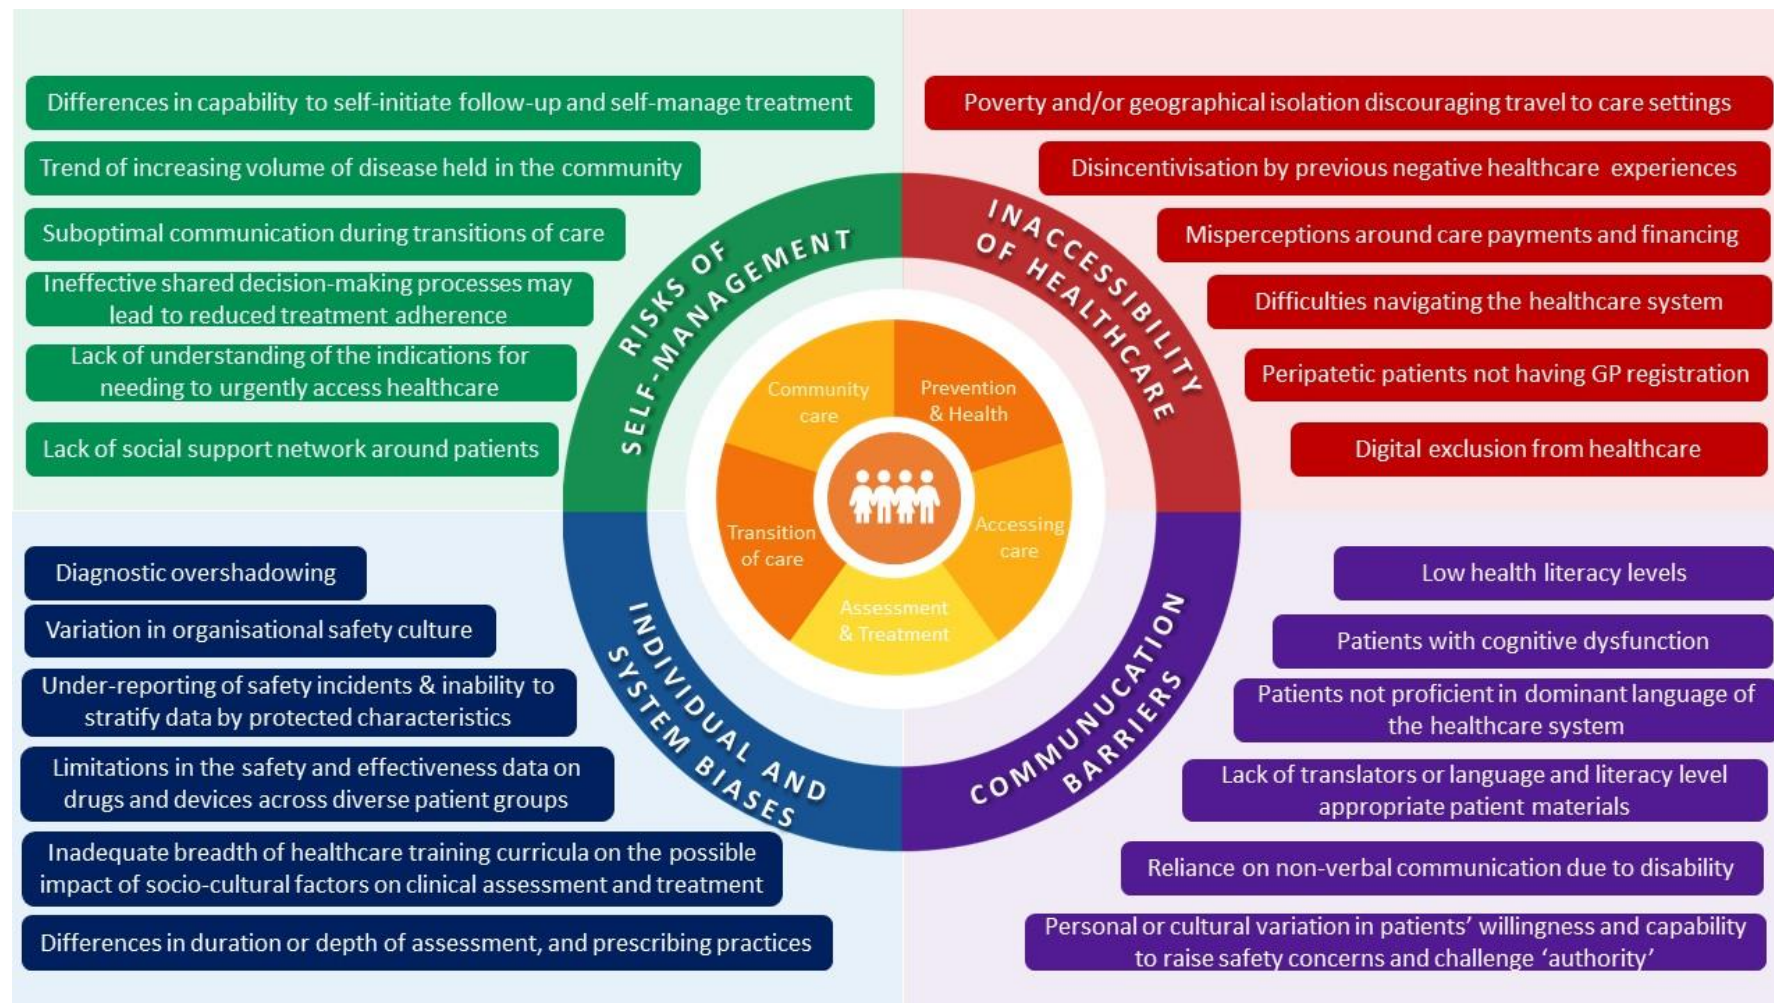 Differences in capability to self-initiate follow-up and self-manage treatment
Trend of increasing volume of disease held in the community
Suboptimal communication during transitions of care
Ineffective shared decision-making processes may
lead to reduced treatment adherence
Lack of understanding of the indications for
needing to urgently access healthcare
Lack of social support network around patients
RISKS OF
SELF-MANAGEMENT
Poverty and/or geographical isolation discouraging travel to care settings
Disincentivisation by previous negative healthcare experiences
Misperceptions around care payments and financing
Difficulties navigating the healthcare system
Peripatetic patients not having GP registration
Digital exclusion from healthcare
INACCESSIBILITY
OF HEALTHCARE
Community
care
Prevention
& Health
Accessing
care
Assessment
& Treatment
Transition
of care
Diagnostic overshadowing
Variation in organisational safety culture
Under-reporting of safety incidents & inability to
stratify data by protected characteristics
Limitations in the safety and effectiveness data on
drugs and devices across diverse patient groups
Inadequate breadth of healthcare training curricula on the possible
impact of socio-cultural factors on clinical assessment and treatment
Differences in duration or depth of assessment, and prescribing practices
INDIVIDUAL AND
SYSTEM BIASES
Low health literacy levels
Patients with cognitive dysfunction
Patients not proficient in dominant language of
the healthcare system
Lack of translators or language and literacy level
appropriate patient materials
Reliance on non-verbal communication due to disability
Personal or cultural variation in patients’ willingness and capability
to raise safety concerns and challenge ‘authority’
COMMUNUCATION
BARRIERS